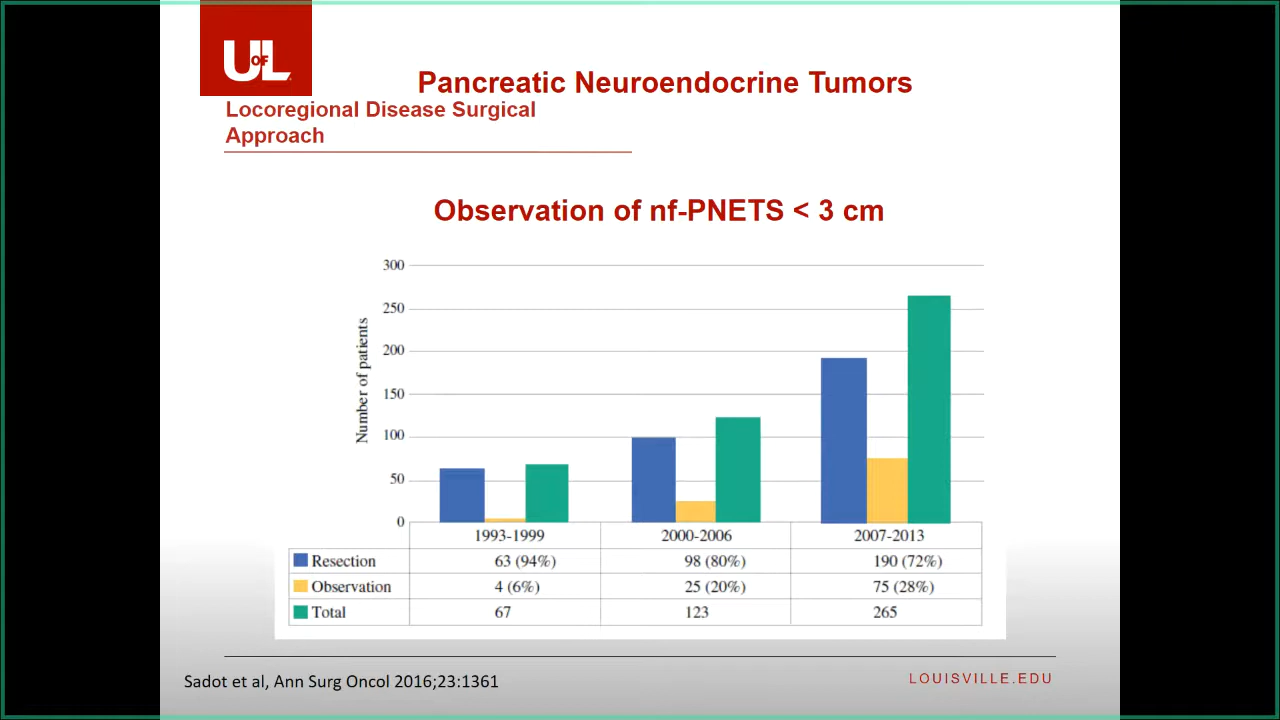 UofL
Pancreatic Neuroendocrine Tumors
Locoregional Disease Surgical
Approach
Observation of nf-PNETS < 3 cm
Number of patients
300
250
200
150
100
50
0
1993-1999 2000-2006 2007-2013
Resection 63 (94%) 98 (80%) 190 (72%)
Observation 4 (6%) 25 (20%) 75 (28%)
Total 67 123 265
Sadot et al, Ann Surg Oncol 2016;23:1361
LOUISVILLE.EDU